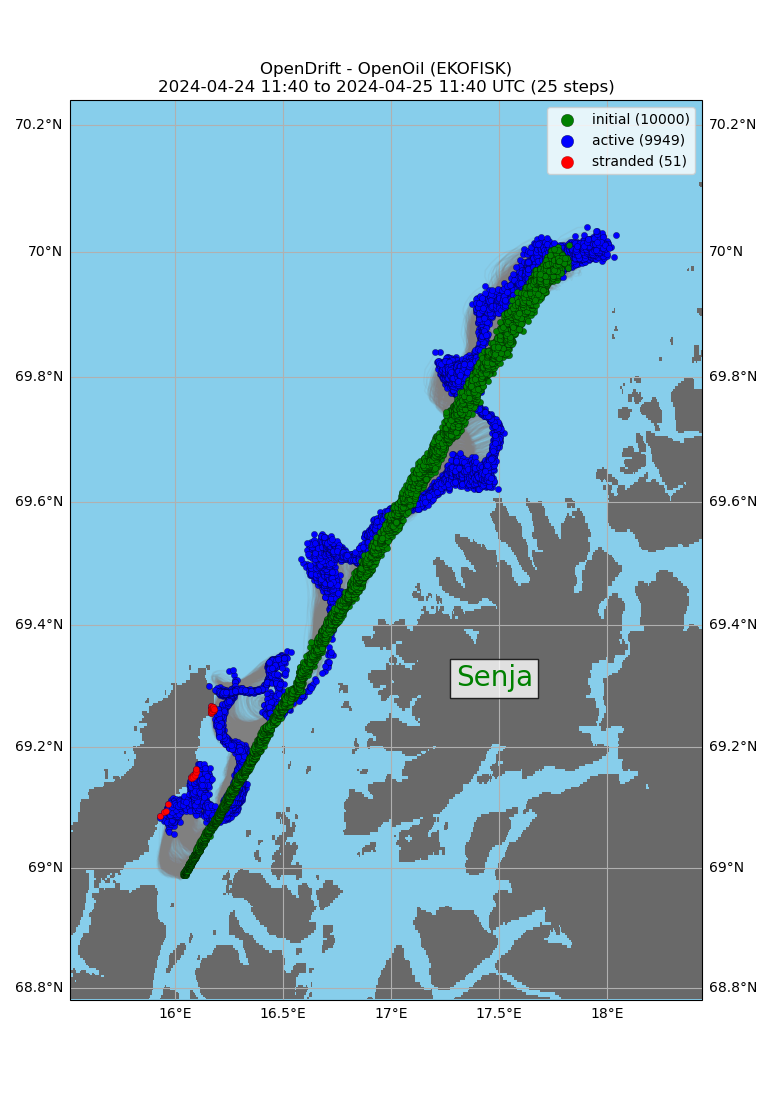 OpenDrift - OpenOil (EKOFISK)
2024-04-24 11:40 to 2024-04-25 11:40 UTC (25 steps)
initial (10000)
active (9949)
stranded (51)
70.2°N 70.2°N
70°N 70°N
69.8°N 69.8°N
69.6°N 69.6°N
69.4°N 69.4°N
Senja
69.2°N 69.2°N
69°N 69°N
68.8°N 68.8°N
16°E 16.5°E 17°E 17.5°E 18°E